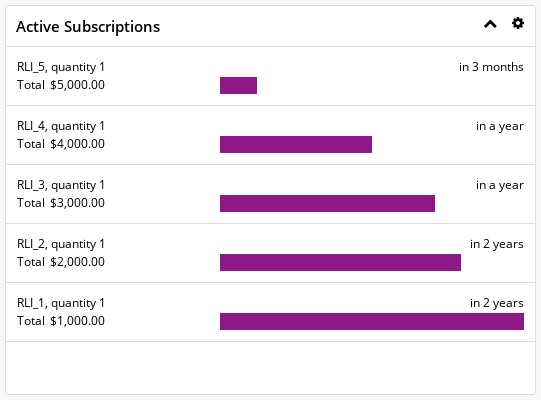 Active Subscriptions
RLI_5, quantity 1
in 3 months
Total $5,000.00
RLI_4, quantity 1
in a year
Total $4,000.00
RLI_3, quantity 1
in a year
Total $3,000.00
RLI_2, quantity 1
in 2 years
Total $2,000.00
RLI_1, quantity 1
in 2 years
Total $1,000.00